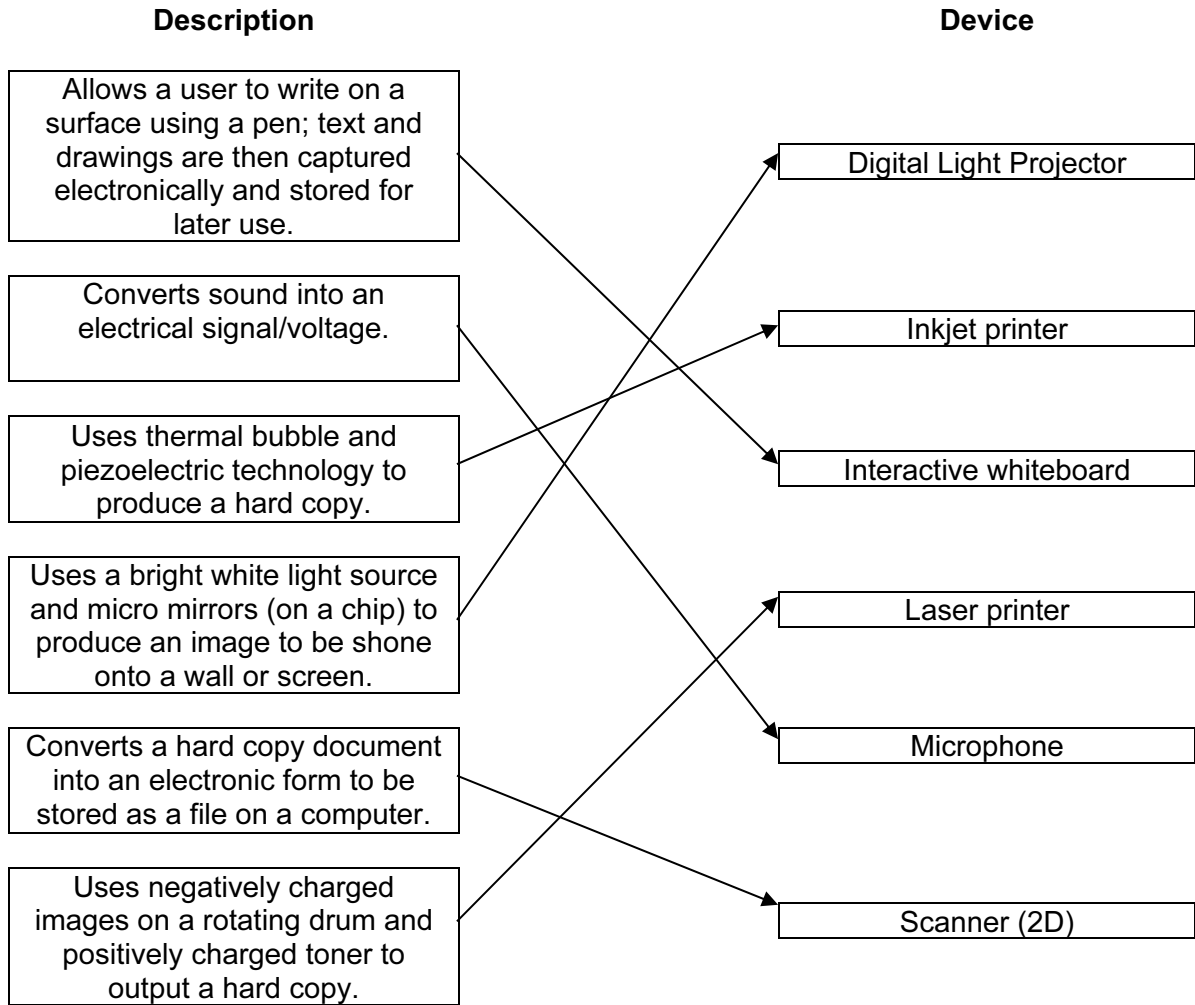 Description
Device
Allows a user to write on a
surface using a pen; text and
drawings are then captured
electronically and stored for
later use.
Digital Light Projector
Converts sound into an
electrical signal/voltage.
Inkjet printer
Uses thermal bubble and
piezoelectric technology to
produce a hard copy.
Interactive whiteboard
Uses a bright white light source
and micro mirrors (on a chip) to
produce an image to be shone
onto a wall or screen.
Laser printer
Converts a hard copy document
into an electronic form to be
stored as a file on a computer.
Microphone
Uses negatively charged
images on a rotating drum and
positively charged toner to
output a hard copy.
Scanner (2D)